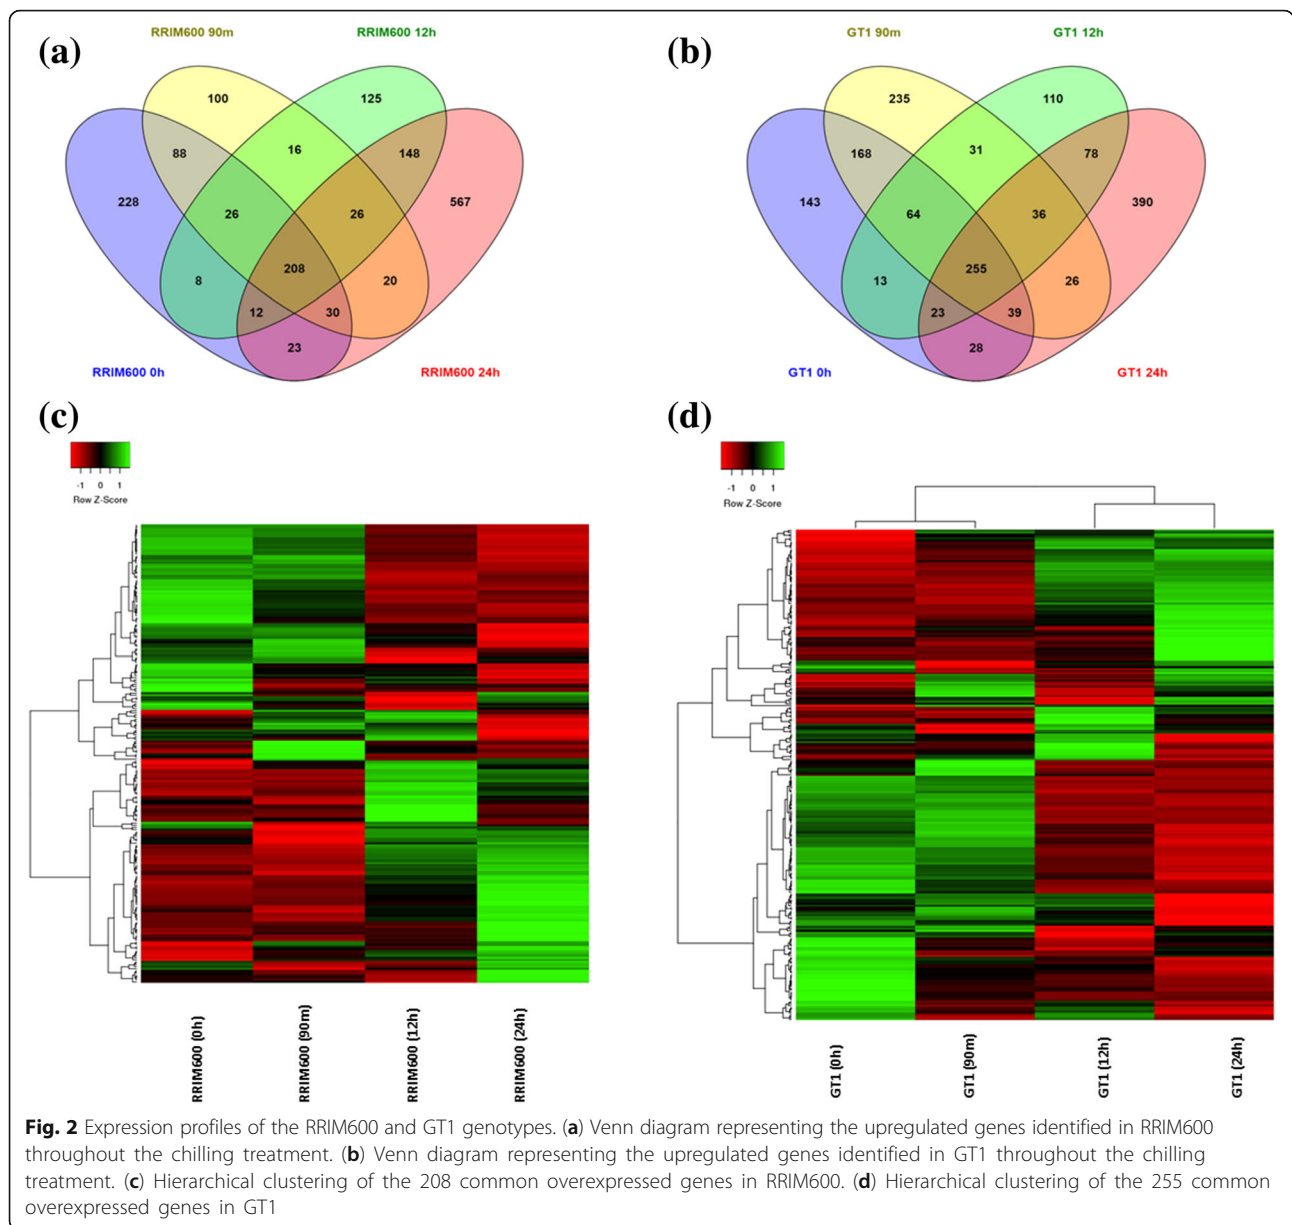 (a)
RRIM600 90m
RRIM600 12h
100
125
88
16
148
228
26
26
567
208
8
20
12
30
23
RRIM600 0h
RRIM600 24h
(b)
GT1 90m
GT1 12h
235
110
168
31
78
143
64
36
390
255
13
26
23
39
28
GT1 0h
GT1 24h
(c)
-1 0 1
Row Z-Score
RRIM600 (0h)
RRIM600 (90m)
RRIM600 (12h)
RRIM600 (24h)
(d)
-1 0 1
Row Z-Score
GT1 (0h)
GT1 (90m)
GT1 (12h)
GT1 (24h)
Fig. 2 Expression profiles of the RRIM600 and GT1 genotypes. (a) Venn diagram representing the upregulated genes identified in RRIM600
throughout the chilling treatment. (b) Venn diagram representing the upregulated genes identified in GT1 throughout the chilling
treatment. (c) Hierarchical clustering of the 208 common overexpressed genes in RRIM600. (d) Hierarchical clustering of the 255 common
overexpressed genes in GT1